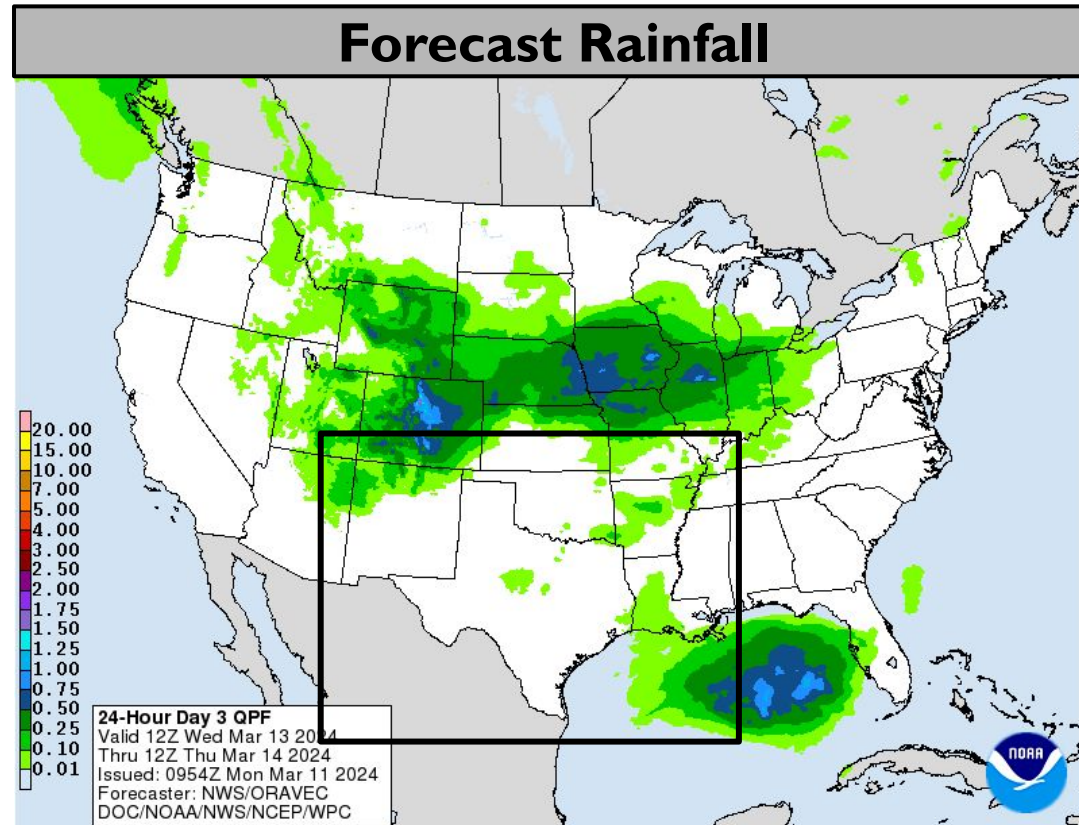 Forecast Rainfall
20.00
15.00
10.00
7.00
5.00
4.00
3.00
2.50
2.00
1.75
1.50
1.25
1.00
0.75
0.50
0.25
0.10
0.01
24-Hour Day 3 QPF
Valid 12Z Wed Mar 13 2024
Thru 12Z Thu Mar 14 2024
Issued: 0954Z Mon Mar 11 2024
Forecaster: NWS/ORAVEC
DOC/NOAA/NWS/NCEP/WPC
NOAA